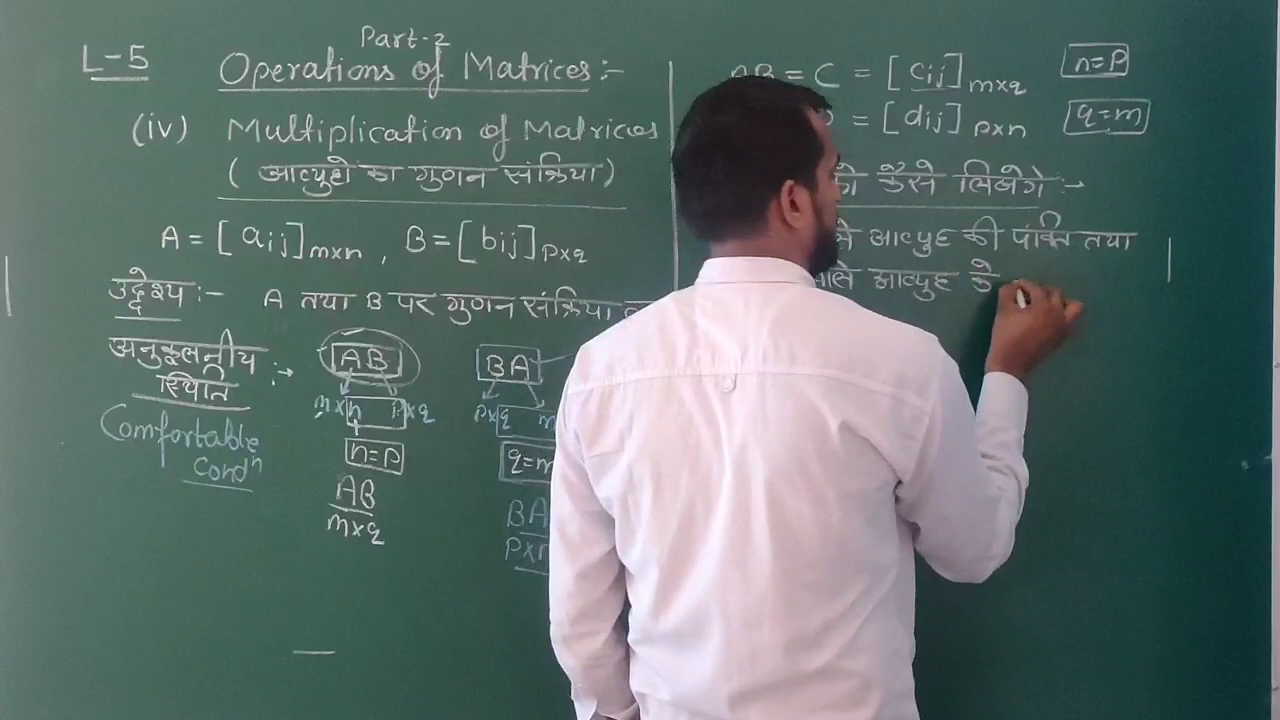 Part-2
L-5 Operations of Matrices:-
(iv) Multiplication of Matrices
(आव्यूहो का गुणन संक्रिया)
A = [aij]m×n , B = [bij]p×q
उद्देश्य :- A तथा B पर गुणन संक्रिया
अनुकूलनीय स्थिति :-
Comfortable
Condⁿ
AB
m×n p×q
n=p
AB
m×q
BA
p×q m
q=m
BA
p×n
AB = C = [cij]m×q n=p
= [dij]p×n q=m
को कैसे लिखेंगे :-
आव्यूह की पंक्ति तथा
वाले आव्यूह के